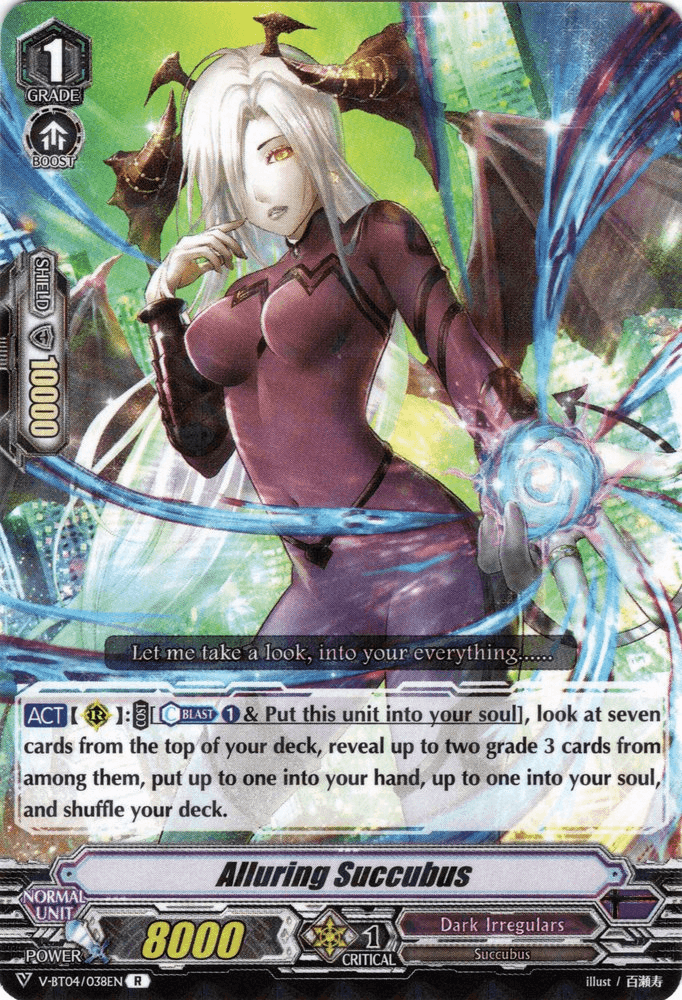 1
GRADE
BOOST
SHIELD
10000
Let me take a look, into your everything......
ACT【R】:COST[C BLAST 1 & Put this unit into your soul], look at seven
cards from the top of your deck, reveal up to two grade 3 cards from
among them, put up to one into your hand, up to one into your soul,
and shuffle your deck.
Alluring Succubus
NORMAL
UNIT
POWER
8000
1
CRITICAL
Dark Irregulars
Succubus
V-BT04/038EN R
illust / 百瀬寿